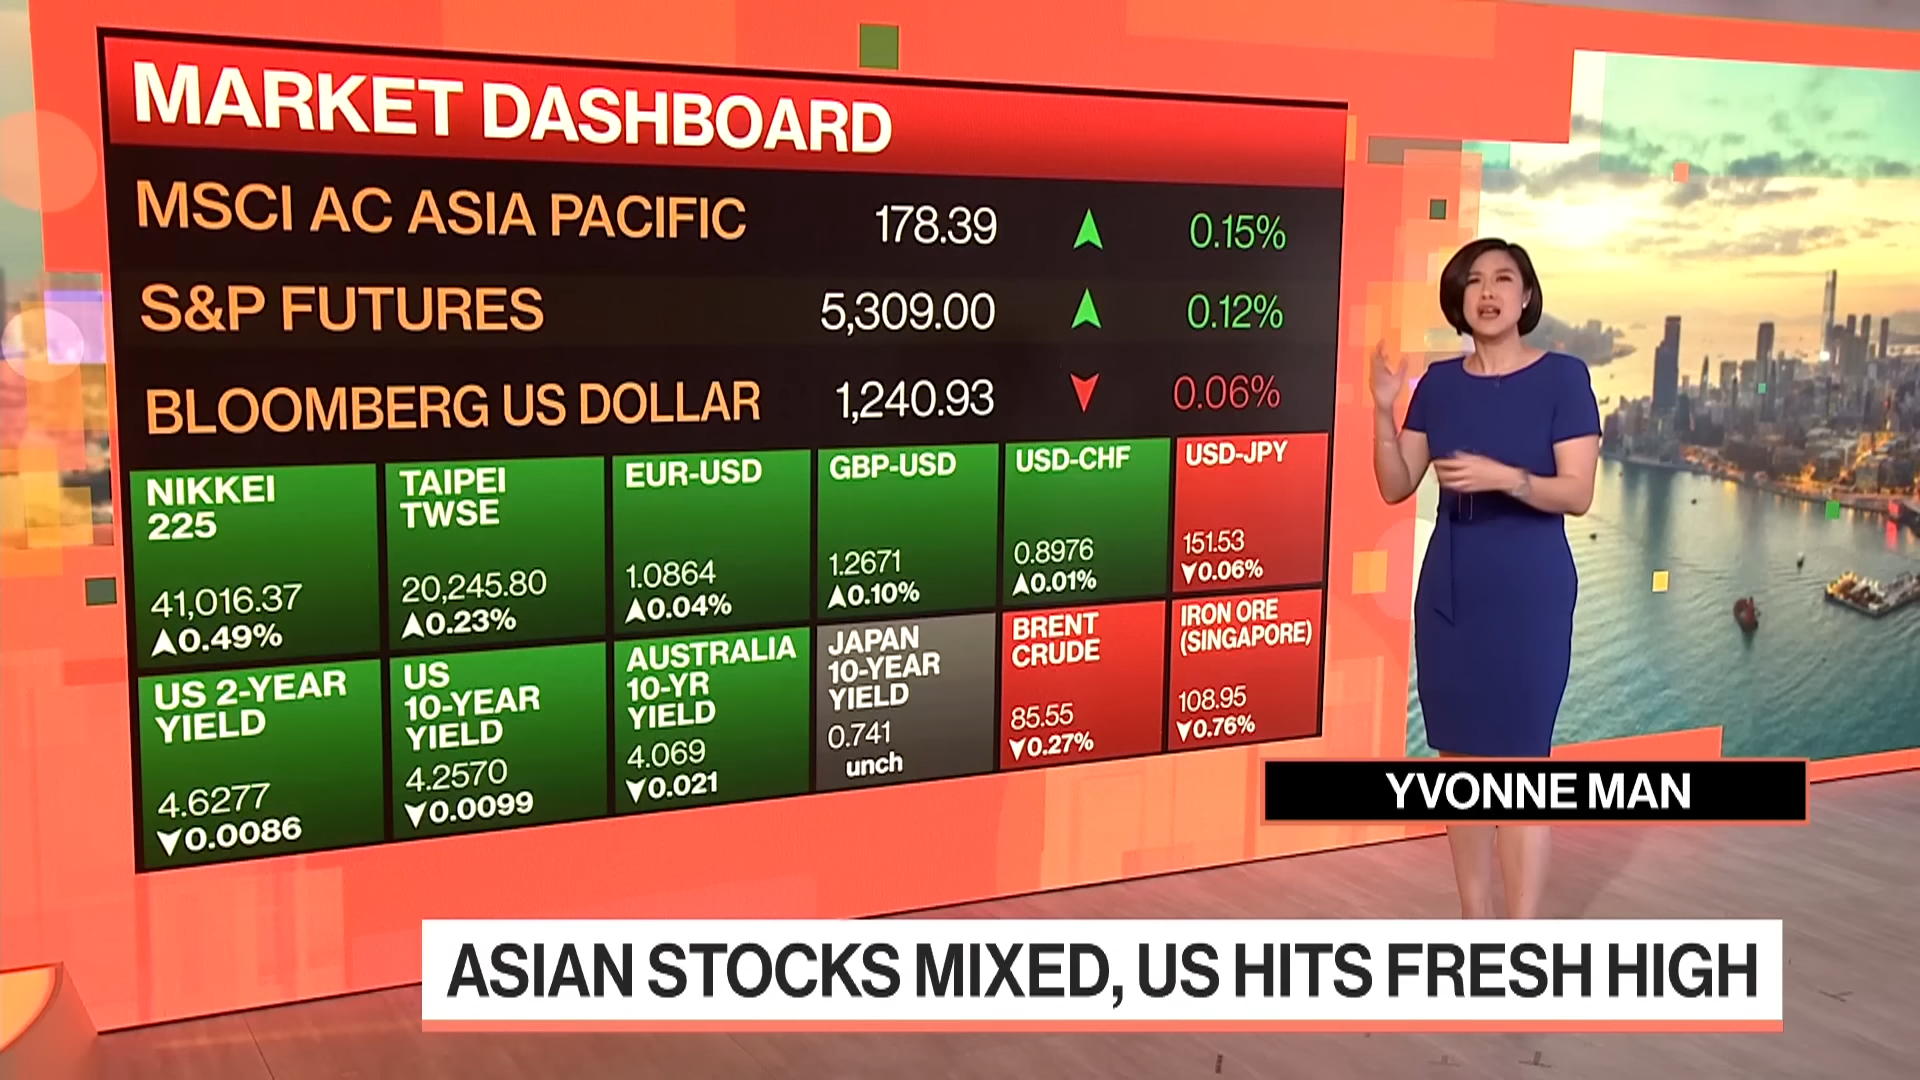 MARKET DASHBOARD
MSCI AC ASIA PACIFIC 178.39 ▲ 0.15%
S&P FUTURES 5,309.00 ▲ 0.12%
BLOOMBERG US DOLLAR 1,240.93 ▼ 0.06%
NIKKEI
225
41,016.37
▲0.49%
TAIPEI
TWSE
20,245.80
▲0.23%
EUR-USD
1.0864
▲0.04%
GBP-USD
1.2671
▲0.10%
USD-CHF
0.8976
▲0.01%
USD-JPY
151.53
▼0.06%
US 2-YEAR
YIELD
4.6277
▼0.0086
US
10-YEAR
YIELD
4.2570
▼0.0099
AUSTRALIA
10-YR
YIELD
4.069
▼0.021
JAPAN
10-YEAR
YIELD
0.741
unch
BRENT
CRUDE
85.55
▼0.27%
IRON ORE
(SINGAPORE)
108.95
▼0.76%
YVONNE MAN
ASIAN STOCKS MIXED, US HITS FRESH HIGH